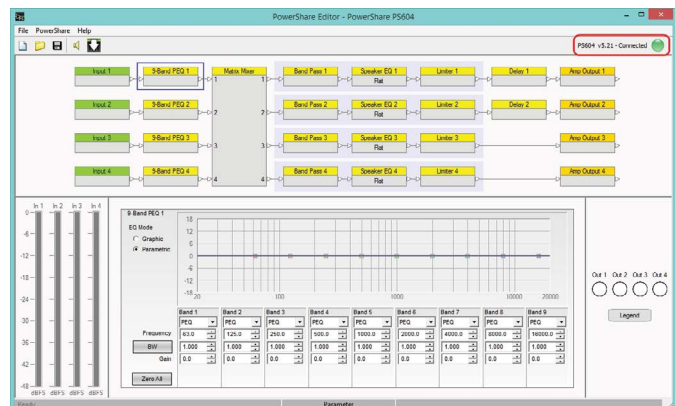 PowerShare Editor - PowerShare PS604
File PowerShare Help
PS604 v5.21 - Connected
Input 1 9-Band PEQ 1 Matrix Mixer Band Pass 1 Speaker EQ 1 Limiter 1 Delay 1 Amp Output 1
1 1 Flat
Input 2 9-Band PEQ 2 Band Pass 2 Speaker EQ 2 Limiter 2 Delay 2 Amp Output 2
2 2 Flat
Input 3 9-Band PEQ 3 Band Pass 3 Speaker EQ 3 Limiter 3 Amp Output 3
3 3 Flat
Input 4 9-Band PEQ 4 Band Pass 4 Speaker EQ 4 Limiter 4 Amp Output 4
4 4 Flat
In 1 In 2 In 3 In 4
0
-6
-12
-18
-24
-30
-36
-42
-48
dBFS dBFS dBFS dBFS
9-Band PEQ 1
EQ Mode
Graphic
Parametric
18
12
6
0
-6
-12
-18
20 100 1000 10000 20000
Band 1 Band 2 Band 3 Band 4 Band 5 Band 6 Band 7 Band 8 Band 9
PEQ PEQ PEQ PEQ PEQ PEQ PEQ PEQ PEQ
Frequency 63.0 125.0 250.0 500.0 1000.0 2000.0 4000.0 8000.0 16000.0
BW 1.000 1.000 1.000 1.000 1.000 1.000 1.000 1.000 1.000
Gain 0.0 0.0 0.0 0.0 0.0 0.0 0.0 0.0 0.0
Zero All
Out 1 Out 2 Out 3 Out 4
Legend
Ready Parameter